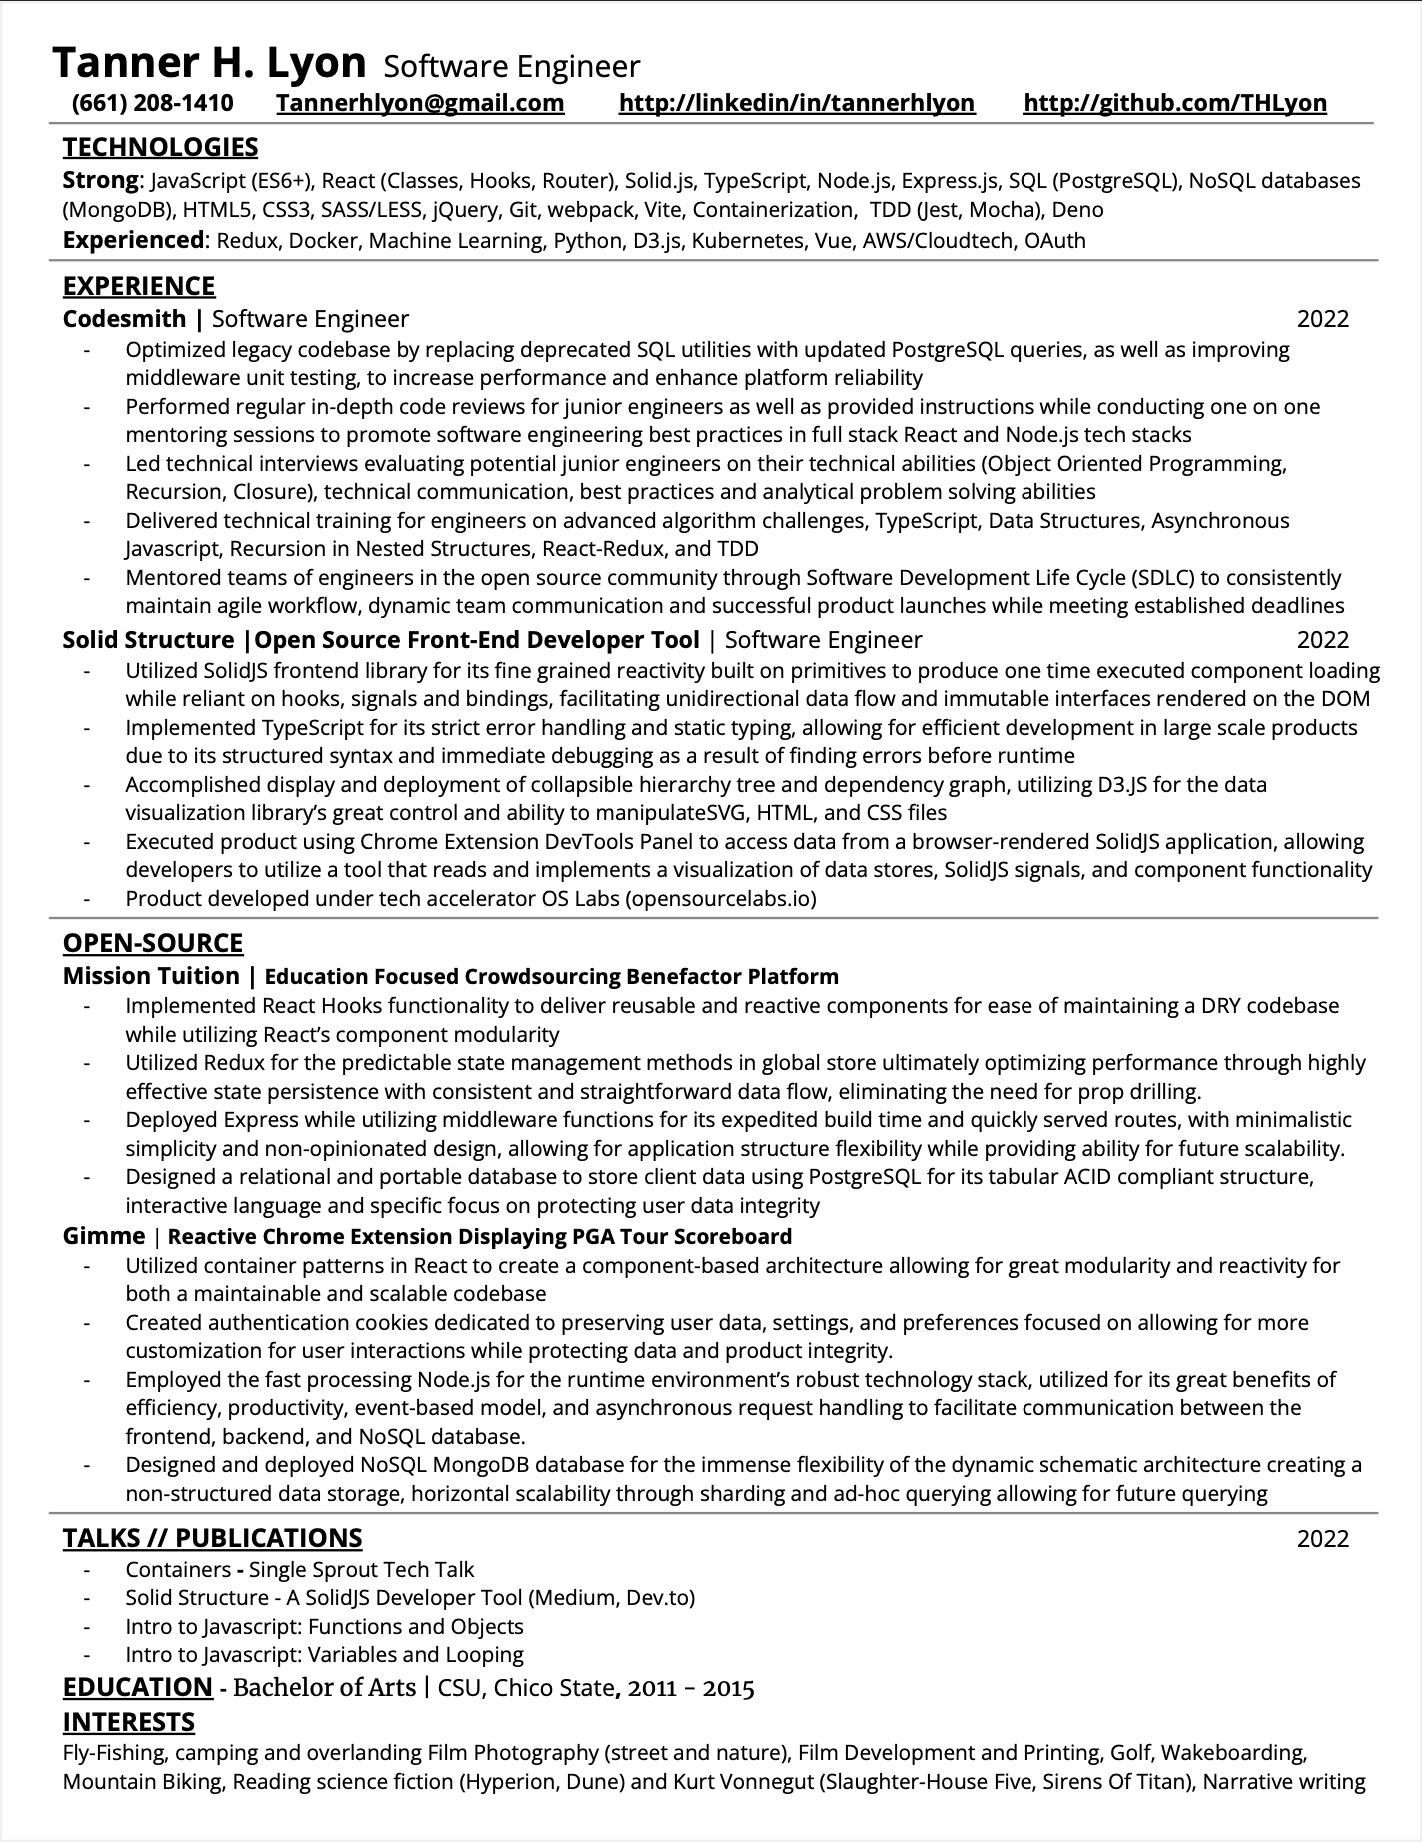 Tanner H. Lyon Software Engineer
(661) 208-1410 Tannerhlyon@gmail.com http://linkedin/in/tannerhlyon http://github.com/THLyon
TECHNOLOGIES
Strong: JavaScript (ES6+), React (Classes, Hooks, Router), Solid.js, TypeScript, Node.js, Express.js, SQL (PostgreSQL), NoSQL databases
(MongoDB), HTML5, CSS3, SASS/LESS, jQuery, Git, webpack, Vite, Containerization, TDD (Jest, Mocha), Deno
Experienced: Redux, Docker, Machine Learning, Python, D3.js, Kubernetes, Vue, AWS/Cloudtech, OAuth
EXPERIENCE
Codesmith | Software Engineer 2022
- Optimized legacy codebase by replacing deprecated SQL utilities with updated PostgreSQL queries, as well as improving
middleware unit testing, to increase performance and enhance platform reliability
- Performed regular in-depth code reviews for junior engineers as well as provided instructions while conducting one on one
mentoring sessions to promote software engineering best practices in full stack React and Node.js tech stacks
- Led technical interviews evaluating potential junior engineers on their technical abilities (Object Oriented Programming,
Recursion, Closure), technical communication, best practices and analytical problem solving abilities
- Delivered technical training for engineers on advanced algorithm challenges, TypeScript, Data Structures, Asynchronous
Javascript, Recursion in Nested Structures, React-Redux, and TDD
- Mentored teams of engineers in the open source community through Software Development Life Cycle (SDLC) to consistently
maintain agile workflow, dynamic team communication and successful product launches while meeting established deadlines
Solid Structure |Open Source Front-End Developer Tool | Software Engineer 2022
- Utilized SolidJS frontend library for its fine grained reactivity built on primitives to produce one time executed component loading
while reliant on hooks, signals and bindings, facilitating unidirectional data flow and immutable interfaces rendered on the DOM
- Implemented TypeScript for its strict error handling and static typing, allowing for efficient development in large scale products
due to its structured syntax and immediate debugging as a result of finding errors before runtime
- Accomplished display and deployment of collapsible hierarchy tree and dependency graph, utilizing D3.JS for the data
visualization library’s great control and ability to manipulateSVG, HTML, and CSS files
- Executed product using Chrome Extension DevTools Panel to access data from a browser-rendered SolidJS application, allowing
developers to utilize a tool that reads and implements a visualization of data stores, SolidJS signals, and component functionality
- Product developed under tech accelerator OS Labs (opensourcelabs.io)
OPEN-SOURCE
Mission Tuition | Education Focused Crowdsourcing Benefactor Platform
- Implemented React Hooks functionality to deliver reusable and reactive components for ease of maintaining a DRY codebase
while utilizing React’s component modularity
- Utilized Redux for the predictable state management methods in global store ultimately optimizing performance through highly
effective state persistence with consistent and straightforward data flow, eliminating the need for prop drilling.
- Deployed Express while utilizing middleware functions for its expedited build time and quickly served routes, with minimalistic
simplicity and non-opinionated design, allowing for application structure flexibility while providing ability for future scalability.
- Designed a relational and portable database to store client data using PostgreSQL for its tabular ACID compliant structure,
interactive language and specific focus on protecting user data integrity
Gimme | Reactive Chrome Extension Displaying PGA Tour Scoreboard
- Utilized container patterns in React to create a component-based architecture allowing for great modularity and reactivity for
both a maintainable and scalable codebase
- Created authentication cookies dedicated to preserving user data, settings, and preferences focused on allowing for more
customization for user interactions while protecting data and product integrity.
- Employed the fast processing Node.js for the runtime environment’s robust technology stack, utilized for its great benefits of
efficiency, productivity, event-based model, and asynchronous request handling to facilitate communication between the
frontend, backend, and NoSQL database.
- Designed and deployed NoSQL MongoDB database for the immense flexibility of the dynamic schematic architecture creating a
non-structured data storage, horizontal scalability through sharding and ad-hoc querying allowing for future querying
TALKS // PUBLICATIONS 2022
- Containers - Single Sprout Tech Talk
- Solid Structure - A SolidJS Developer Tool (Medium, Dev.to)
- Intro to Javascript: Functions and Objects
- Intro to Javascript: Variables and Looping
EDUCATION - Bachelor of Arts | CSU, Chico State, 2011 – 2015
INTERESTS
Fly-Fishing, camping and overlanding Film Photography (street and nature), Film Development and Printing, Golf, Wakeboarding,
Mountain Biking, Reading science fiction (Hyperion, Dune) and Kurt Vonnegut (Slaughter-House Five, Sirens Of Titan), Narrative writing